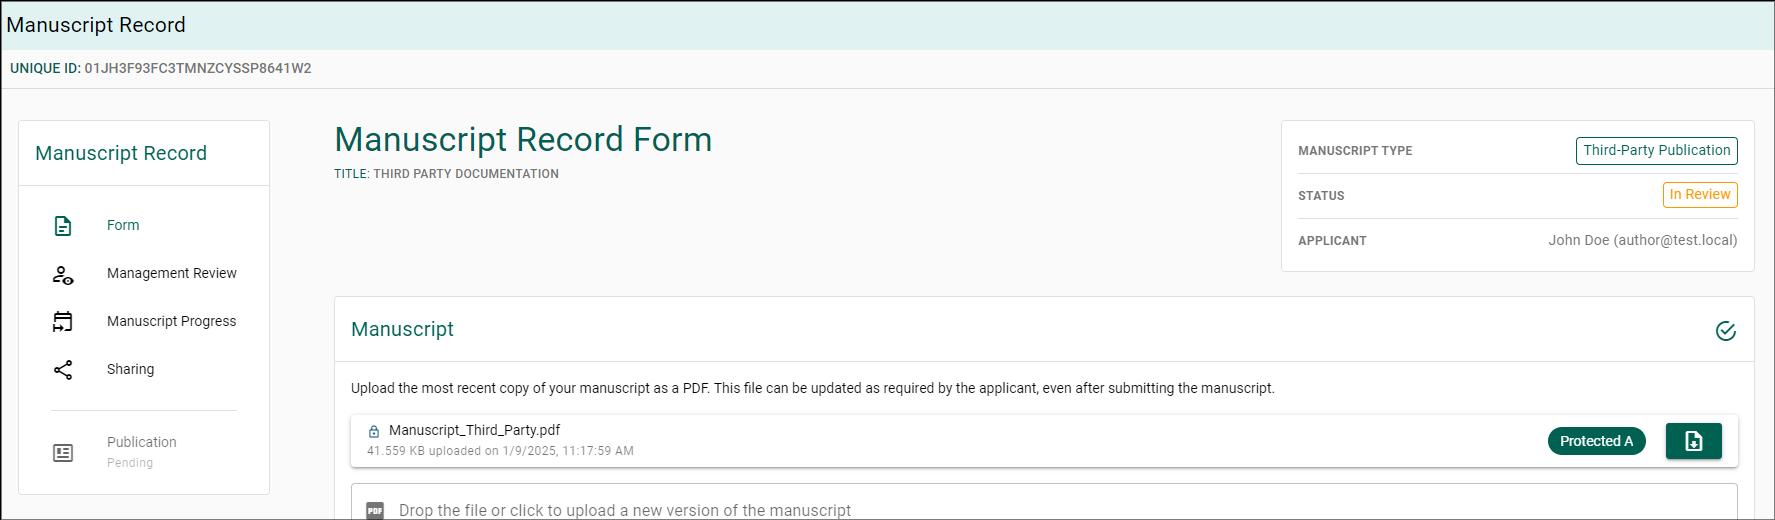 Manuscript Record
UNIQUE ID: 01JH3F93FC3TMNZCYSSP8641W2
Manuscript Record
Form
Management Review
Manuscript Progress
Sharing
Publication
Pending
Manuscript Record Form
TITLE: THIRD PARTY DOCUMENTATION
MANUSCRIPT TYPE Third-Party Publication
STATUS In Review
APPLICANT John Doe (author@test.local)
Manuscript
Upload the most recent copy of your manuscript as a PDF. This file can be updated as required by the applicant, even after submitting the manuscript.
Manuscript_Third_Party.pdf
41.559 KB uploaded on 1/9/2025, 11:17:59 AM
Protected A
PDF Drop the file or click to upload a new version of the manuscript